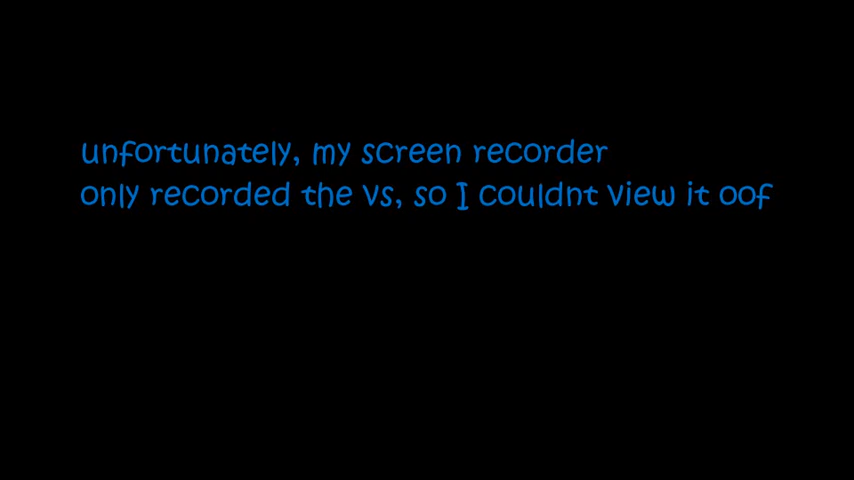 unfortunately, my screen recorder
only recorded the vs, so I couldnt view it oof